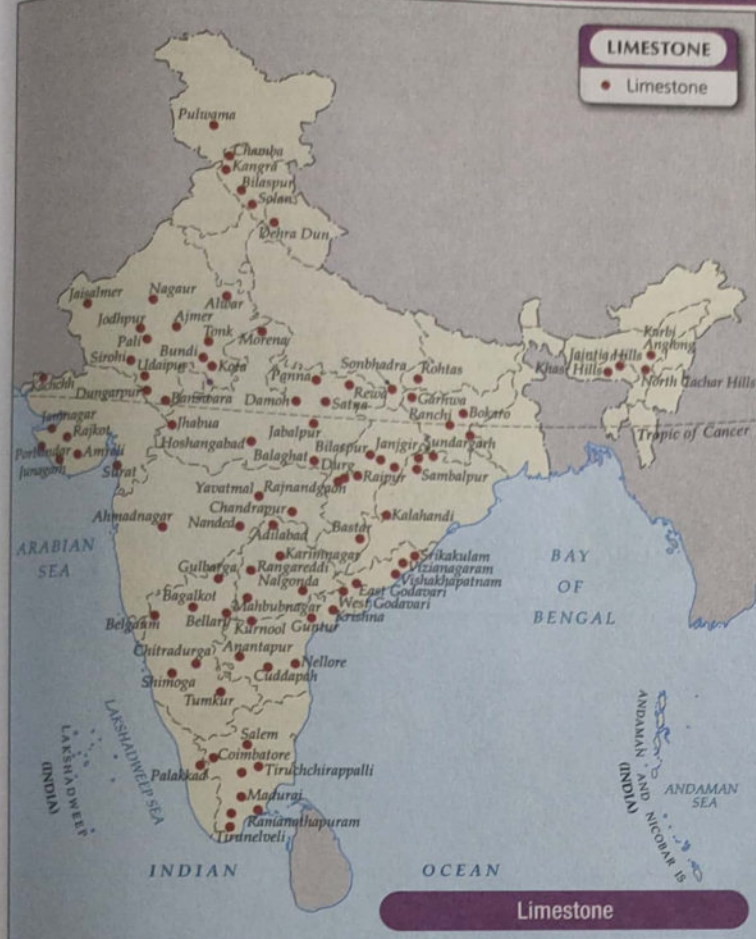 LIMESTONE
Limestone
Pulwama
Chamba
Kangra
Bilaspur
Solan
Dehra Dun
Jaisalmer
Nagaur
Alwar
Jodhpur
Ajmer
Pali
Tonk
Morena
Sirohi
Bundi
Udaipur
Kota
Kachchh
Dungarpur
Banswara
Panna
Sonbhadra
Rohtas
Rewa
Garhwa
Damoh
Satna
Ranchi
Bokaro
Karbi
Anglong
Jaintia Hills
Khasi Hills
North Cachar Hills
Tropic of Cancer
Jamnagar
Rajkot
Porbandar
Amreli
Junagarh
Surat
Jhabua
Hoshangabad
Jabalpur
Balaghat
Bilaspur
Janjgir
Sundargarh
Durg
Raipur
Sambalpur
Yavatmal
Rajnandgaon
Chandrapur
Ahmadnagar
Nanded
Adilabad
Bastar
Kalahandi
ARABIAN
SEA
Karimnagar
Gulbarga
Rangareddi
Nalgonda
Srikakulam
Vizianagaram
Vishakhapatnam
East Godavari
West Godavari
Bagalkot
Mahbubnagar
Krishna
Belgaum
Bellary
Kurnool
Guntur
BAY
OF
BENGAL
Chitradurga
Anantapur
Nellore
Cuddapah
Shimoga
Tumkur
LAKSHADWEEP SEA
LAKSHADWEEP
(INDIA)
Salem
Coimbatore
Palakkad
Tiruchchirappalli
Madurai
Ramanathapuram
Tirunelveli
ANDAMAN AND NICOBAR IS
(INDIA)
ANDAMAN
SEA
INDIAN OCEAN
Limestone